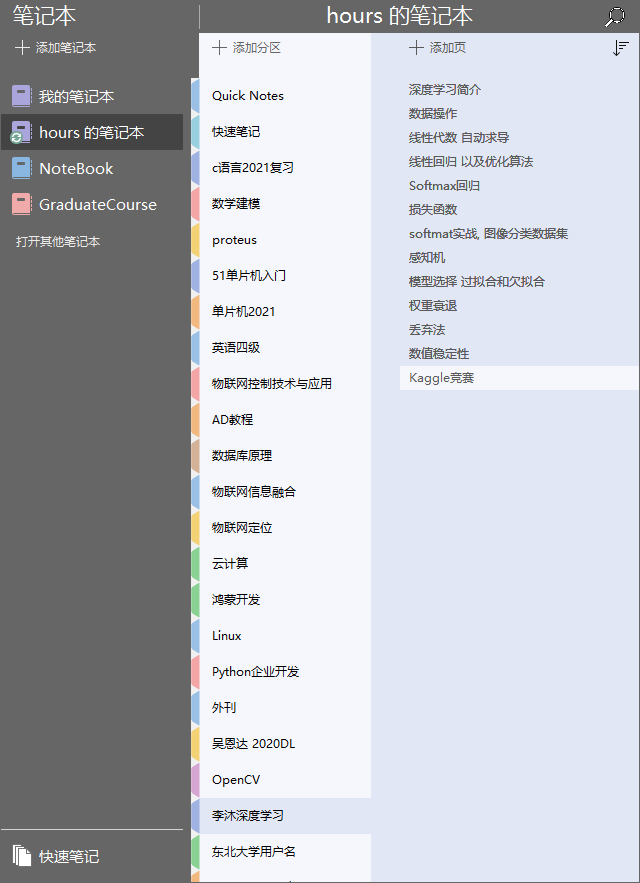 笔记本
hours 的笔记本
添加笔记本
我的笔记本
hours 的笔记本
NoteBook
GraduateCourse
打开其他笔记本
快速笔记
添加分区
Quick Notes
快速笔记
c语言2021复习
数学建模
proteus
51单片机入门
单片机2021
英语四级
物联网控制技术与应用
AD教程
数据库原理
物联网信息融合
物联网定位
云计算
鸿蒙开发
Linux
Python企业开发
外刊
吴恩达 2020DL
OpenCV
李沐深度学习
东北大学用户名
添加页
深度学习简介
数据操作
线性代数 自动求导
线性回归 以及优化算法
Softmax回归
损失函数
softmat实战, 图像分类数据集
感知机
模型选择 过拟合和欠拟合
权重衰退
丢弃法
数值稳定性
Kaggle竞赛